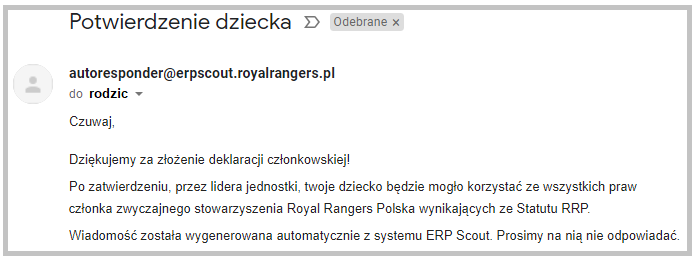 Potwierdzenie dziecka Odebrane ×
autoresponder@erpscout.royalrangers.pl
do rodzic
Czuwaj,
Dziękujemy za złożenie deklaracji członkowskiej!
Po zatwierdzeniu, przez lidera jednostki, twoje dziecko będzie mogło korzystać ze wszystkich praw
członka zwyczajnego stowarzyszenia Royal Rangers Polska wynikających ze Statutu RRP.
Wiadomość została wygenerowana automatycznie z systemu ERP Scout. Prosimy na nią nie odpowiadać.